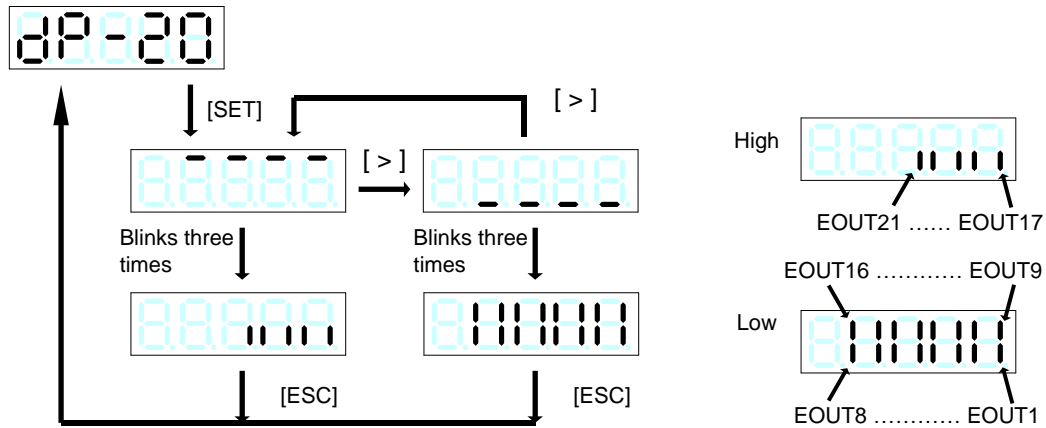 dP-20
[SET]
[ > ]
[ > ]
Blinks three
times
Blinks three
times
[ESC]
[ESC]
High
EOUT21 …… EOUT17
EOUT16 ………… EOUT9
Low
EOUT8 ………… EOUT1